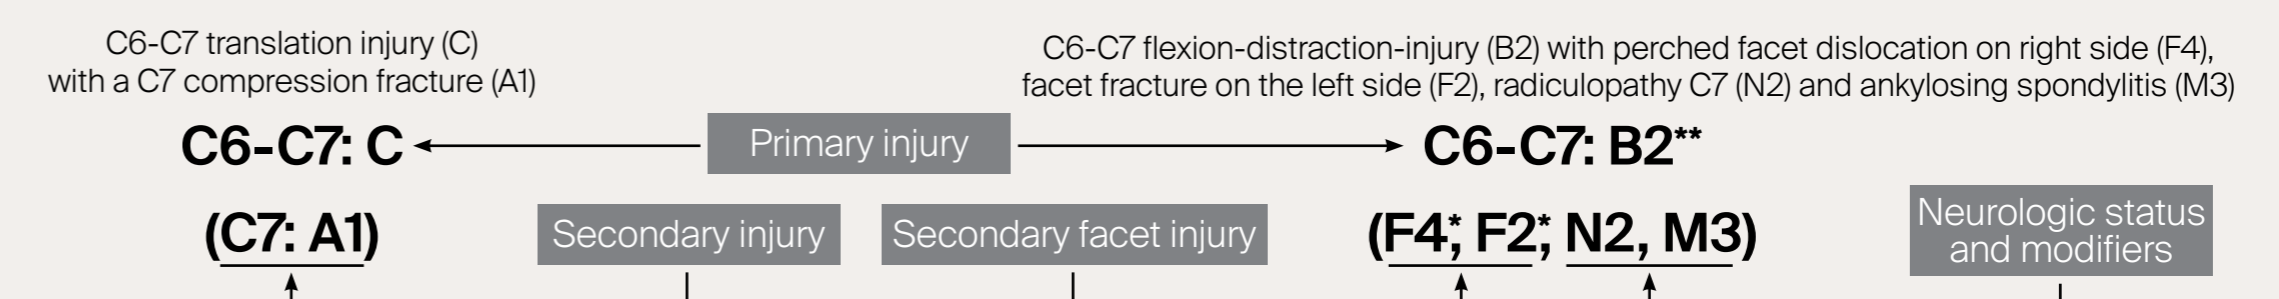 C6-C7 translation injury (C)
with a C7 compression fracture (A1)
C6-C7 flexion-distraction-injury (B2) with perched facet dislocation on right side (F4),
facet fracture on the left side (F2), radiculopathy C7 (N2) and ankylosing spondylitis (M3)
C6-C7: C
Primary injury
C6-C7: B2**
(C7: A1)
Secondary injury
Secondary facet injury
(F4*, F2*, N2, M3)
Neurologic status
and modifiers